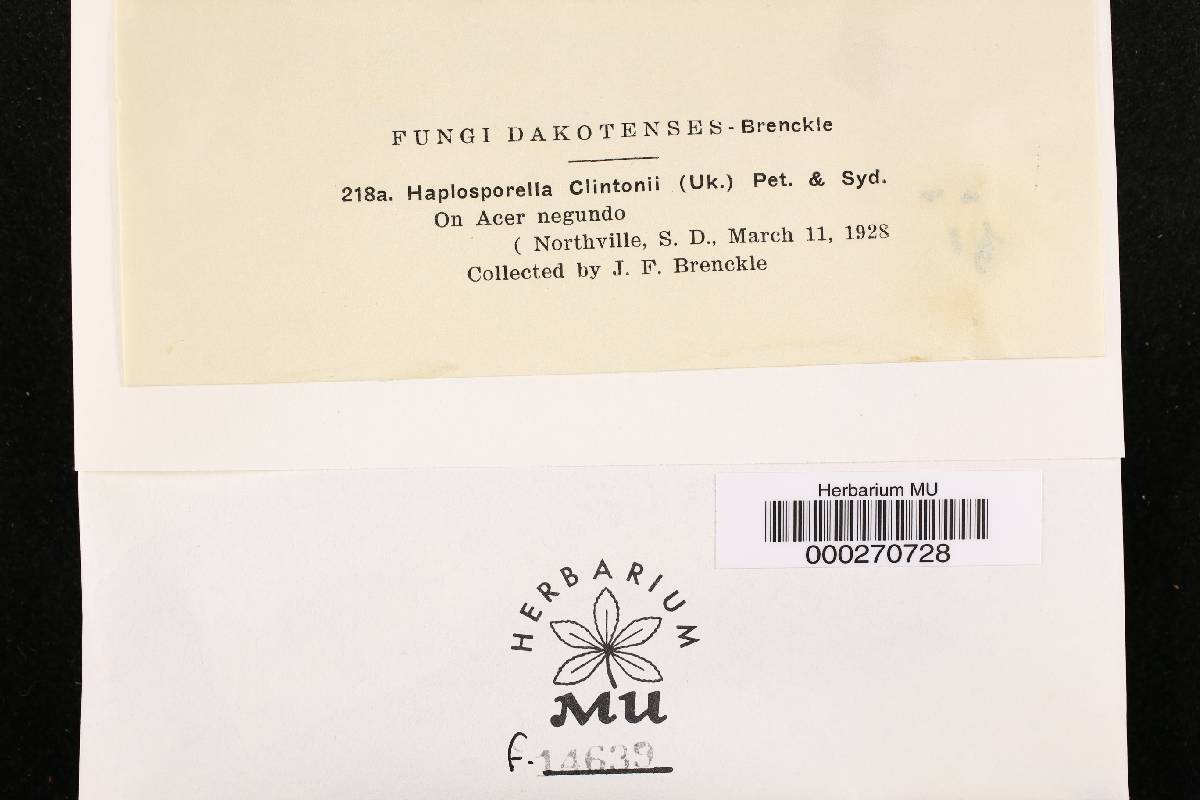 FUNGI DAKOTENSES - Brenckle
218a. Haplosporella Clintonii (Uk.) Pet. & Syd.
On Acer negundo
( Northville, S. D., March 11, 1928
Collected by J. F. Brenckle
Herbarium MU
000270728
HERBARIUM
MU
f. 14639